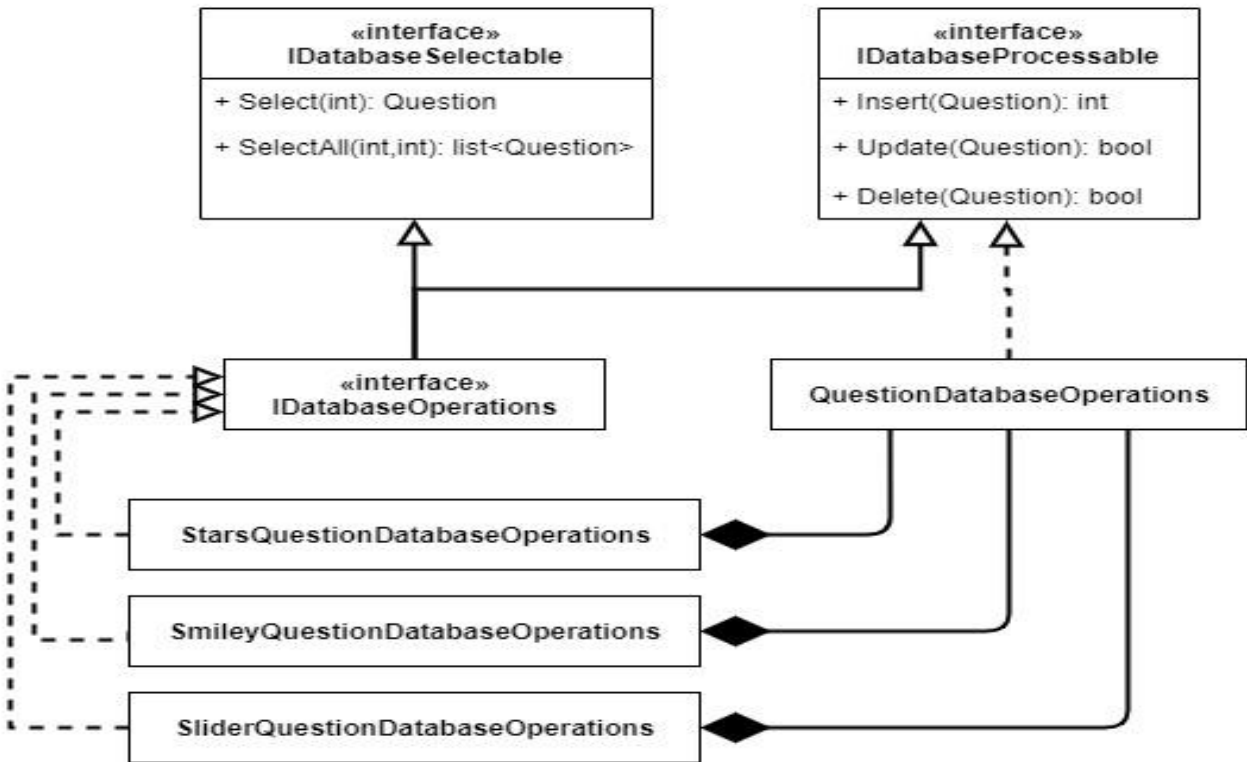 «interface»
IDatabaseSelectable
+ Select(int): Question
+ SelectAll(int,int): list<Question>
«interface»
IDatabaseProcessable
+ Insert(Question): int
+ Update(Question): bool
+ Delete(Question): bool
«interface»
IDatabaseOperations
QuestionDatabaseOperations
StarsQuestionDatabaseOperations
SmileyQuestionDatabaseOperations
SliderQuestionDatabaseOperations